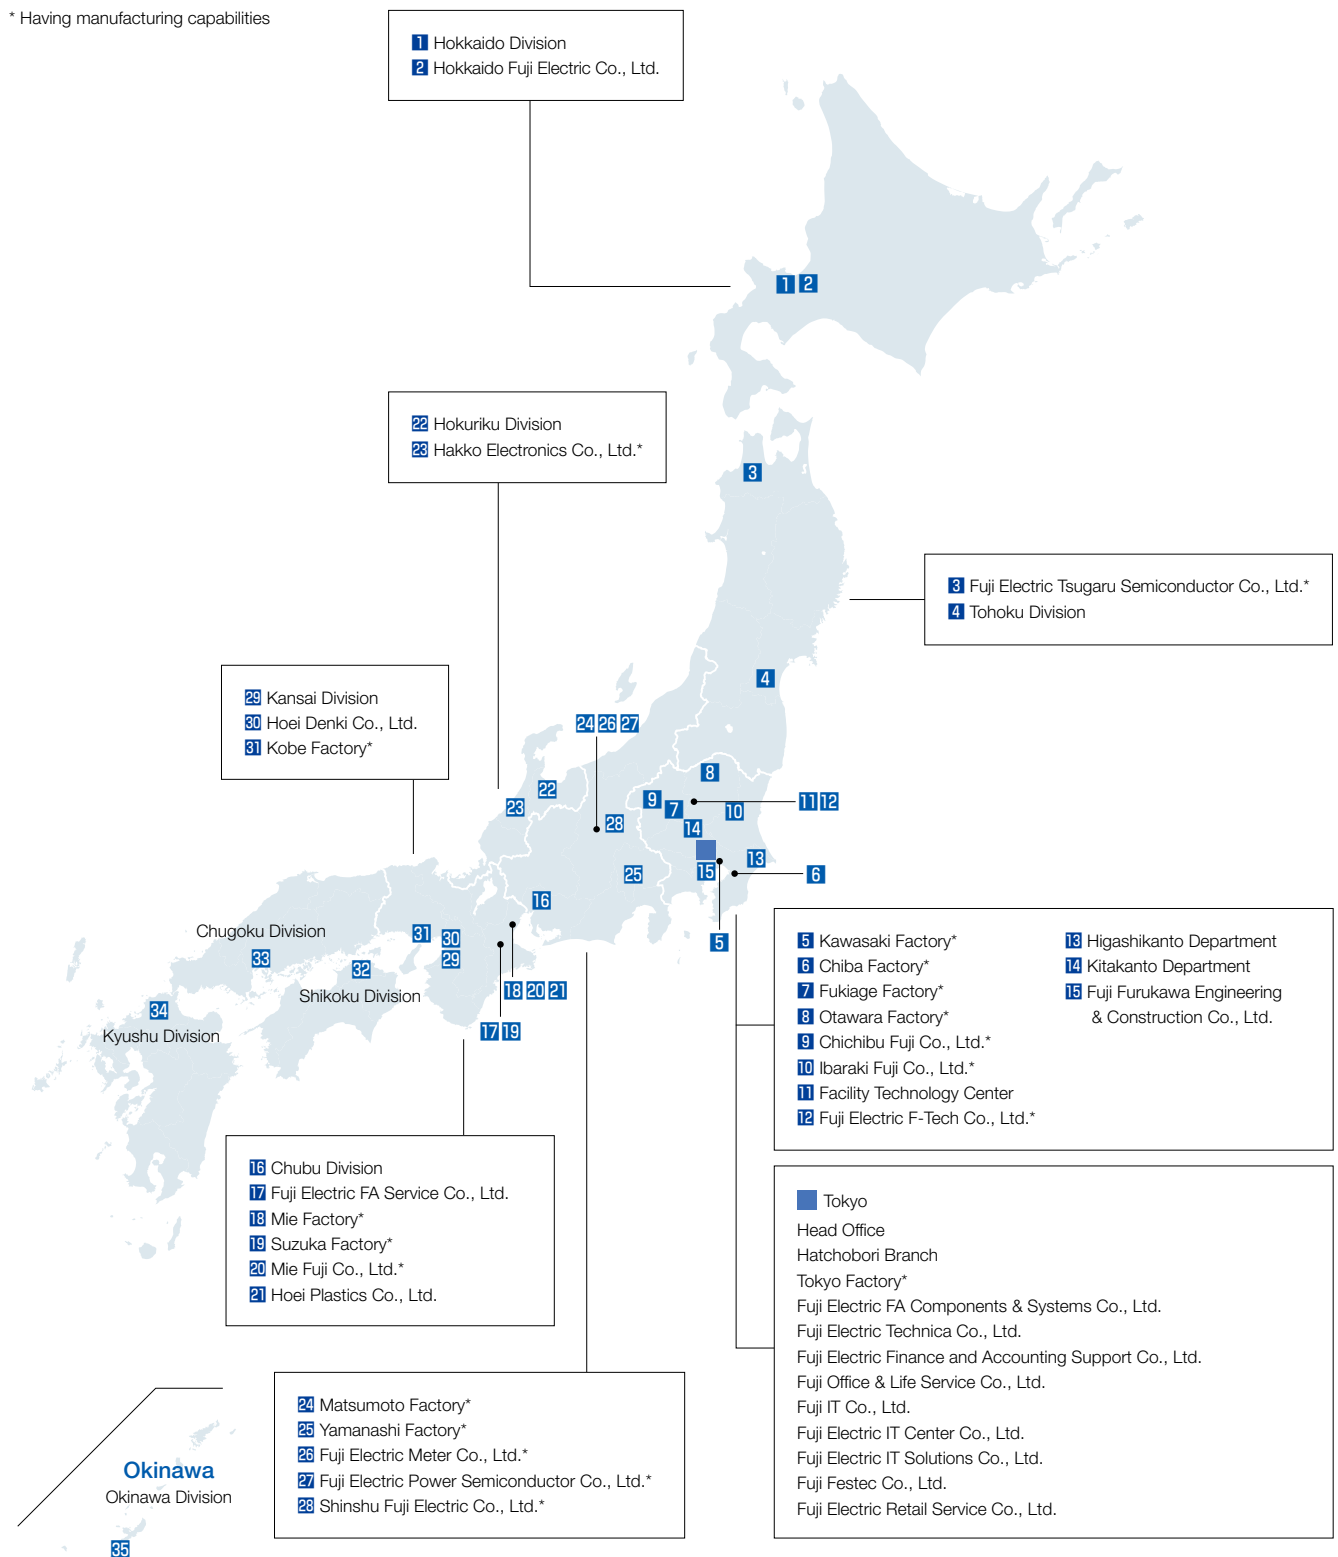 * Having manufacturing capabilities
1 Hokkaido Division
2 Hokkaido Fuji Electric Co., Ltd.
1 2
22 Hokuriku Division
23 Hakko Electronics Co., Ltd.*
3
3 Fuji Electric Tsugaru Semiconductor Co., Ltd.*
4 Tohoku Division
4
29 Kansai Division
30 Hoei Denki Co., Ltd.
31 Kobe Factory*
24 26 27
8
22
23
9
7
11 12
10
28
14
13
15
25
6
16
31
30
29
5
Chugoku Division
33
32
Shikoku Division
18 20 21
34
Kyushu Division
17 19
5 Kawasaki Factory*
6 Chiba Factory*
7 Fukiage Factory*
8 Otawara Factory*
9 Chichibu Fuji Co., Ltd.*
10 Ibaraki Fuji Co., Ltd.*
11 Facility Technology Center
12 Fuji Electric F-Tech Co., Ltd.*
13 Higashikanto Department
14 Kitakanto Department
15 Fuji Furukawa Engineering
& Construction Co., Ltd.
16 Chubu Division
17 Fuji Electric FA Service Co., Ltd.
18 Mie Factory*
19 Suzuka Factory*
20 Mie Fuji Co., Ltd.*
21 Hoei Plastics Co., Ltd.
Tokyo
Head Office
Hatchobori Branch
Tokyo Factory*
Fuji Electric FA Components & Systems Co., Ltd.
Fuji Electric Technica Co., Ltd.
Fuji Electric Finance and Accounting Support Co., Ltd.
Fuji Office & Life Service Co., Ltd.
Fuji IT Co., Ltd.
Fuji Electric IT Center Co., Ltd.
Fuji Electric IT Solutions Co., Ltd.
Fuji Festec Co., Ltd.
Fuji Electric Retail Service Co., Ltd.
24 Matsumoto Factory*
25 Yamanashi Factory*
26 Fuji Electric Meter Co., Ltd.*
27 Fuji Electric Power Semiconductor Co., Ltd.*
28 Shinshu Fuji Electric Co., Ltd.*
Okinawa
Okinawa Division
35